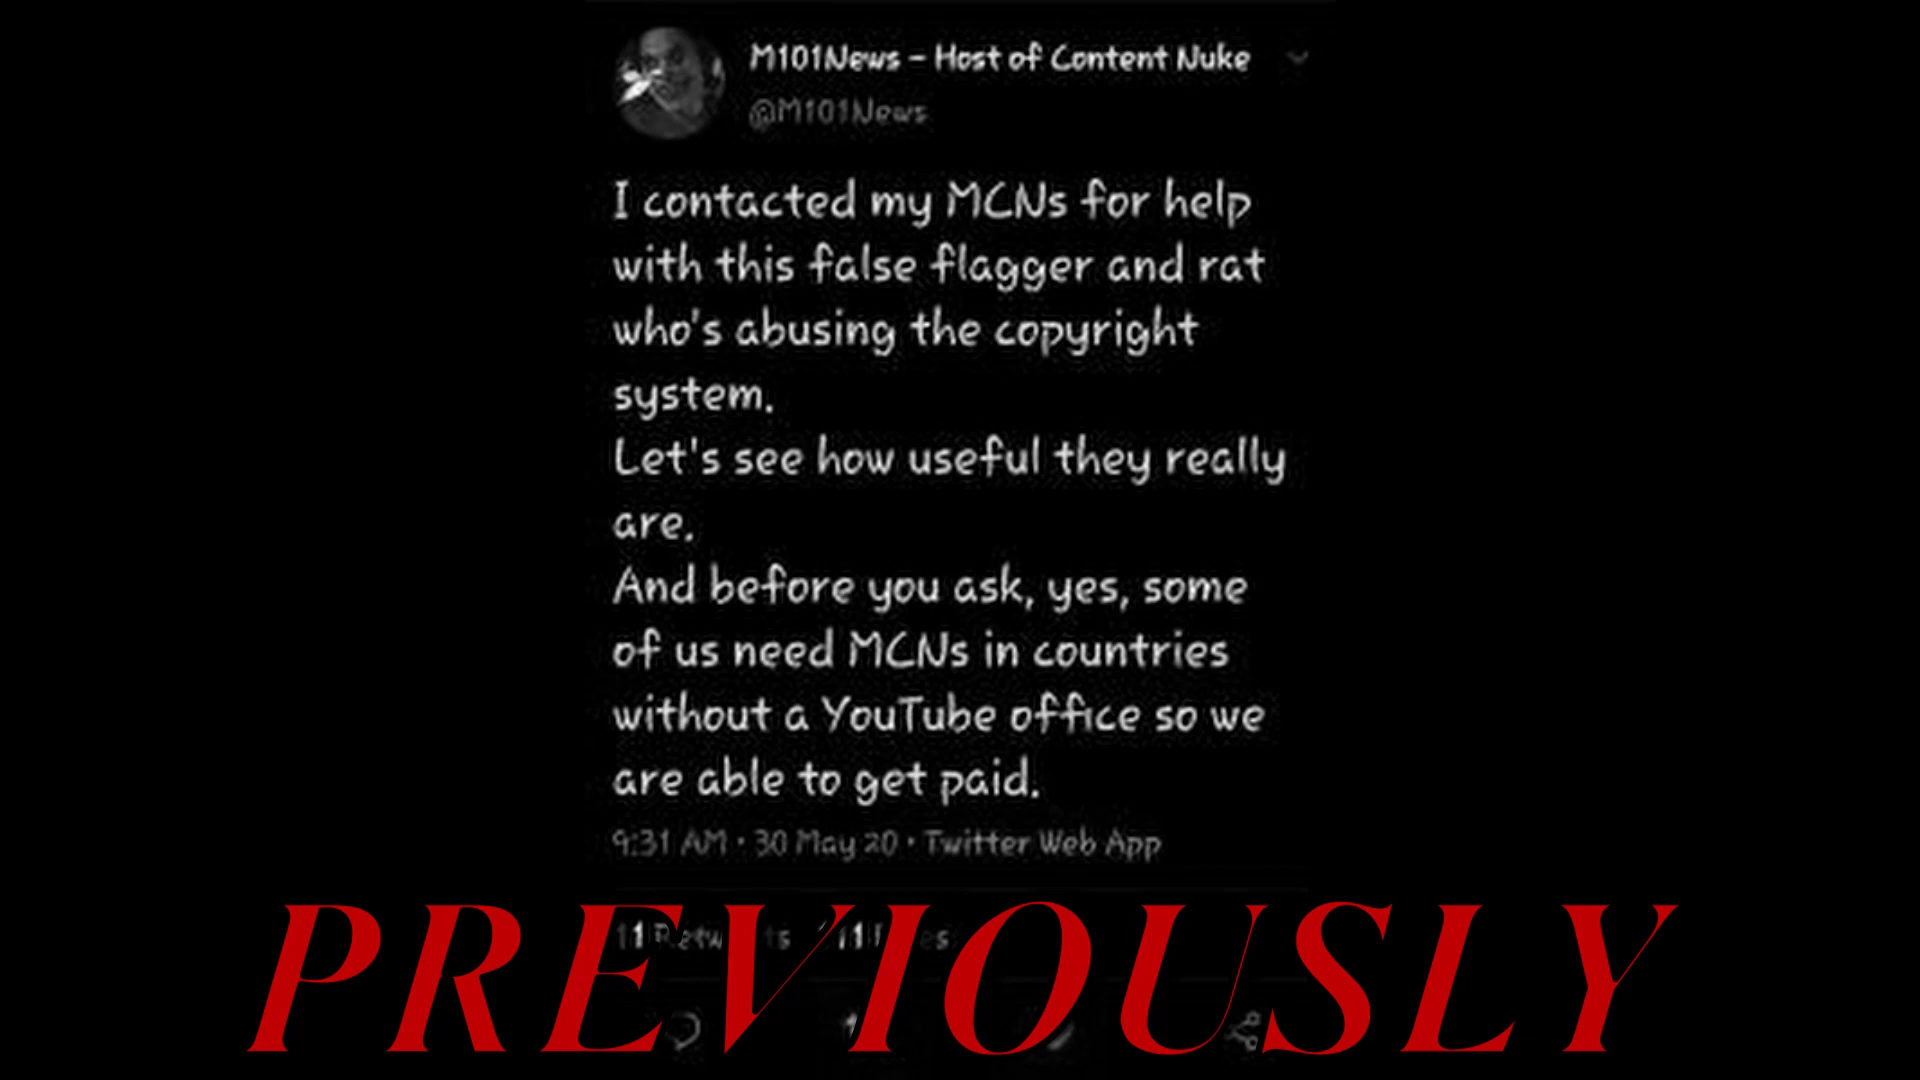 M101News - Host of Content Nuke
@M101News
I contacted my MCNs for help
with this false flagger and rat
who's abusing the copyright
system.
Let's see how useful they really
are.
And before you ask, yes, some
of us need MCNs in countries
without a YouTube office so we
are able to get paid.
9:31 AM · 30 May 20 · Twitter Web App
PREVIOUSLY